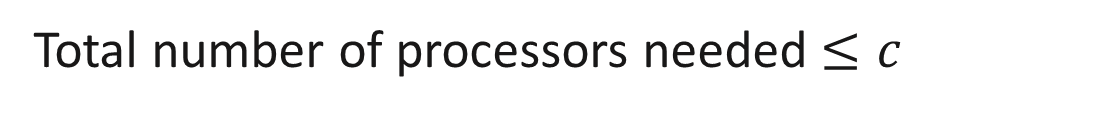 Total number of processors needed ≤ c